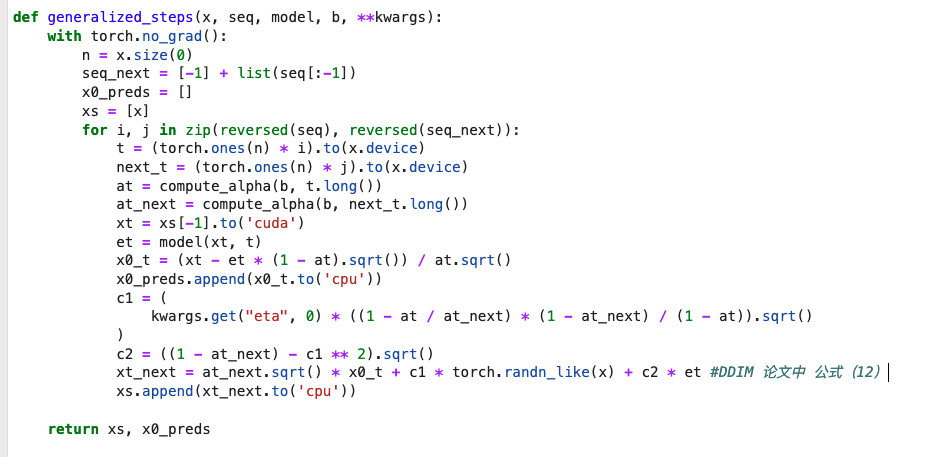 def generalized_steps(x, seq, model, b, **kwargs):
    with torch.no_grad():
        n = x.size(0)
        seq_next = [-1] + list(seq[:-1])
        x0_preds = []
        xs = [x]
        for i, j in zip(reversed(seq), reversed(seq_next)):
            t = (torch.ones(n) * i).to(x.device)
            next_t = (torch.ones(n) * j).to(x.device)
            at = compute_alpha(b, t.long())
            at_next = compute_alpha(b, next_t.long())
            xt = xs[-1].to('cuda')
            et = model(xt, t)
            x0_t = (xt - et * (1 - at).sqrt()) / at.sqrt()
            x0_preds.append(x0_t.to('cpu'))
            c1 = (
                kwargs.get("eta", 0) * ((1 - at / at_next) * (1 - at_next) / (1 - at)).sqrt()
            )
            c2 = ((1 - at_next) - c1 ** 2).sqrt()
            xt_next = at_next.sqrt() * x0_t + c1 * torch.randn_like(x) + c2 * et #DDIM 论文中 公式（12）
            xs.append(xt_next.to('cpu'))
    return xs, x0_preds